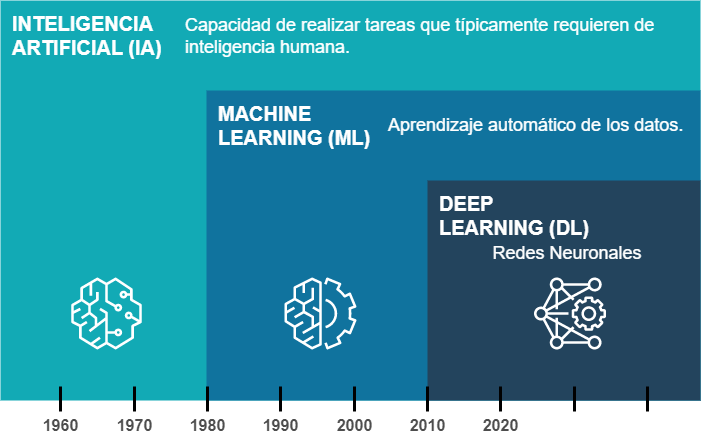 INTELIGENCIA
ARTIFICIAL (IA)
Capacidad de realizar tareas que típicamente requieren de
inteligencia humana.
MACHINE
LEARNING (ML)
Aprendizaje automático de los datos.
DEEP
LEARNING (DL)
Redes Neuronales
1960 1970 1980 1990 2000 2010 2020